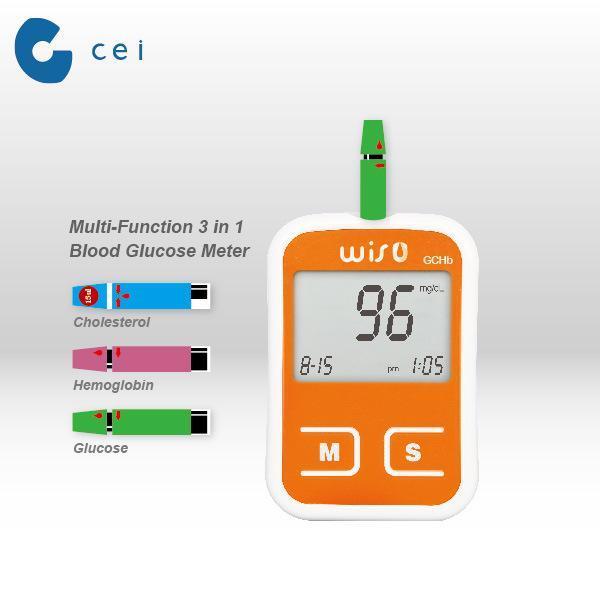 cei
Multi-Function 3 in 1
Blood Glucose Meter
15ul
Cholesterol
Hemoglobin
Glucose
wiso
GCHb
96 mg/dL
8-15 pm 1:05
M S